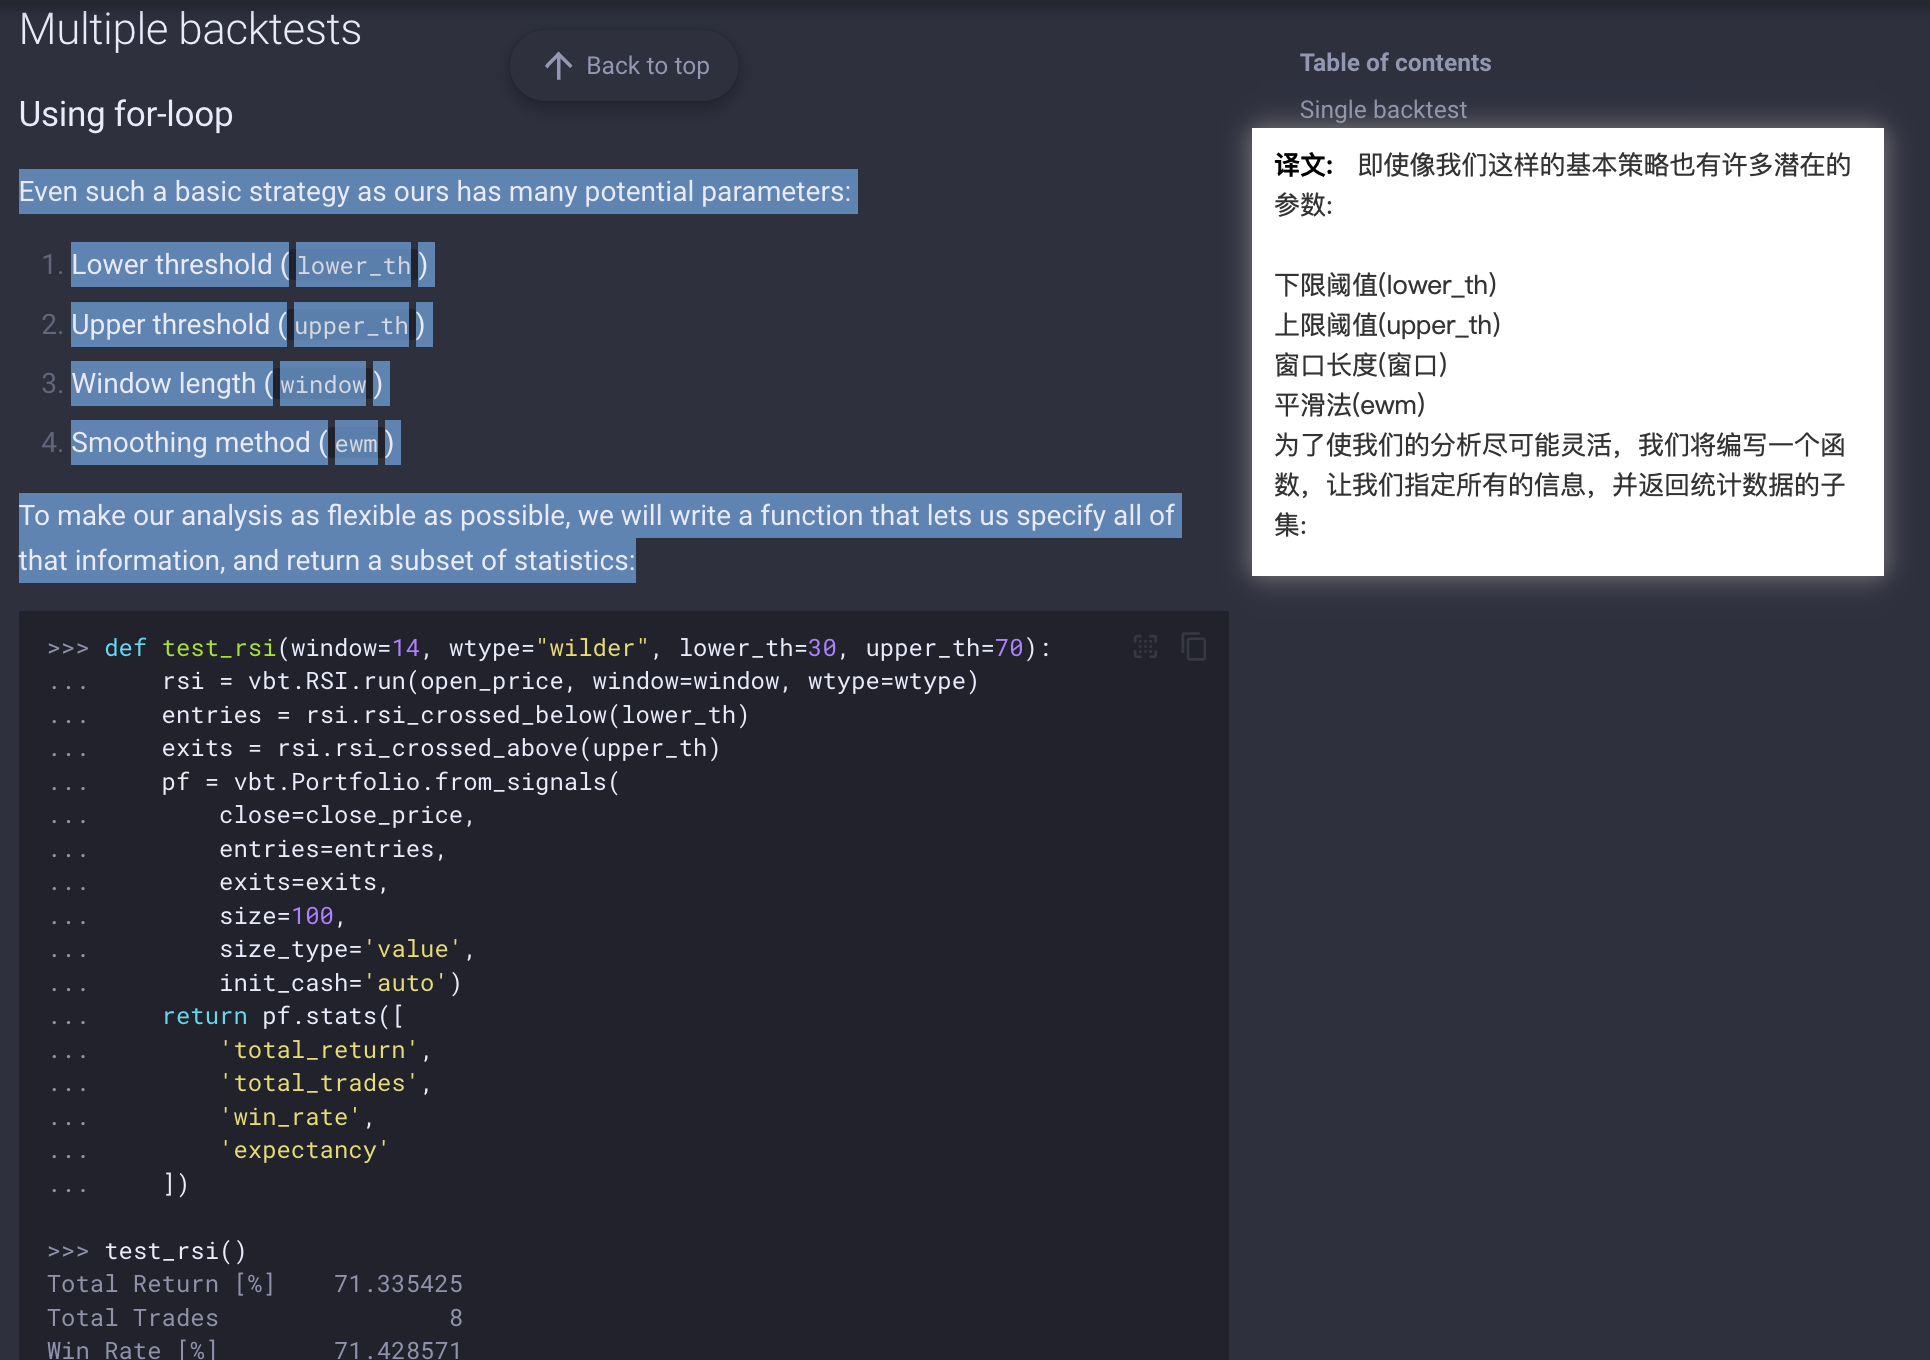 Multiple backtests
Back to top
Using for-loop
Even such a basic strategy as ours has many potential parameters:
1. Lower threshold ( lower_th )
2. Upper threshold ( upper_th )
3. Window length ( window )
4. Smoothing method ( ewm )
To make our analysis as flexible as possible, we will write a function that lets us specify all of
that information, and return a subset of statistics:
>>> def test_rsi(window=14, wtype="wilder", lower_th=30, upper_th=70):
...     rsi = vbt.RSI.run(open_price, window=window, wtype=wtype)
...     entries = rsi.rsi_crossed_below(lower_th)
...     exits = rsi.rsi_crossed_above(upper_th)
...     pf = vbt.Portfolio.from_signals(
...         close=close_price,
...         entries=entries,
...         exits=exits,
...         size=100,
...         size_type='value',
...         init_cash='auto')
...     return pf.stats([
...         'total_return',
...         'total_trades',
...         'win_rate',
...         'expectancy'
...     ])
>>> test_rsi()
Total Return [%]    71.335425
Total Trades                8
Win Rate [%]        71.428571
Table of contents
Single backtest
译文: 即使像我们这样的基本策略也有许多潜在的
参数:
下限阈值(lower_th)
上限阈值(upper_th)
窗口长度(窗口)
平滑法(ewm)
为了使我们的分析尽可能灵活，我们将编写一个函
数，让我们指定所有的信息，并返回统计数据的子
集: